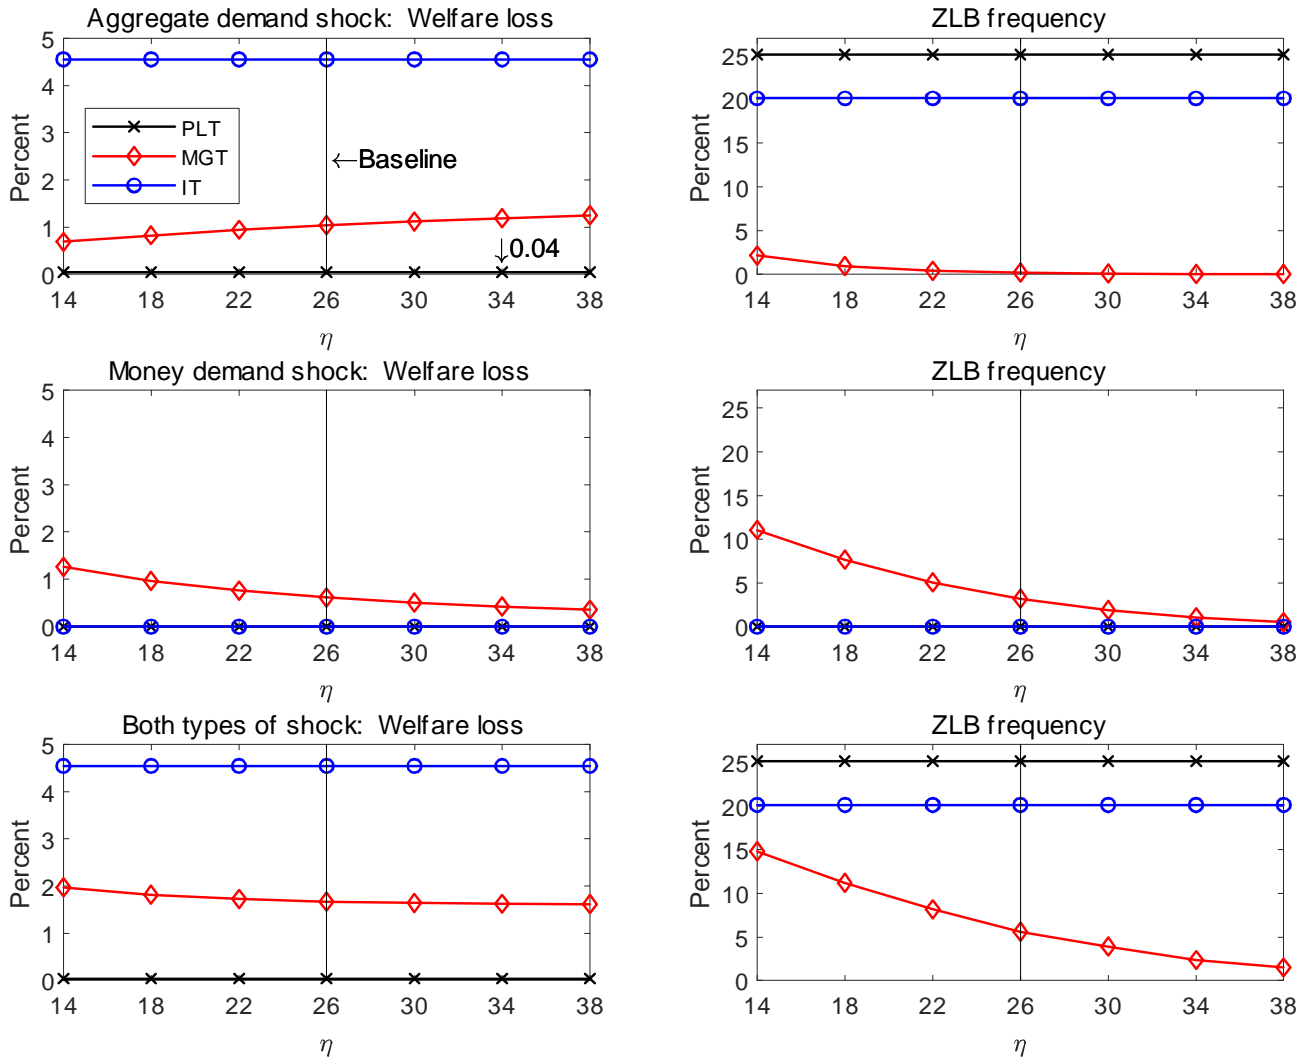 Aggregate demand shock: Welfare loss
5
4
3
2
1
0
Percent
PLT
MGT
IT
←Baseline
↓0.04
14 18 22 26 30 34 38
η
ZLB frequency
25
20
15
10
5
0
Percent
14 18 22 26 30 34 38
η
Money demand shock: Welfare loss
5
4
3
2
1
0
Percent
14 18 22 26 30 34 38
η
ZLB frequency
25
20
15
10
5
0
Percent
14 18 22 26 30 34 38
η
Both types of shock: Welfare loss
5
4
3
2
1
0
Percent
14 18 22 26 30 34 38
η
ZLB frequency
25
20
15
10
5
0
Percent
14 18 22 26 30 34 38
η